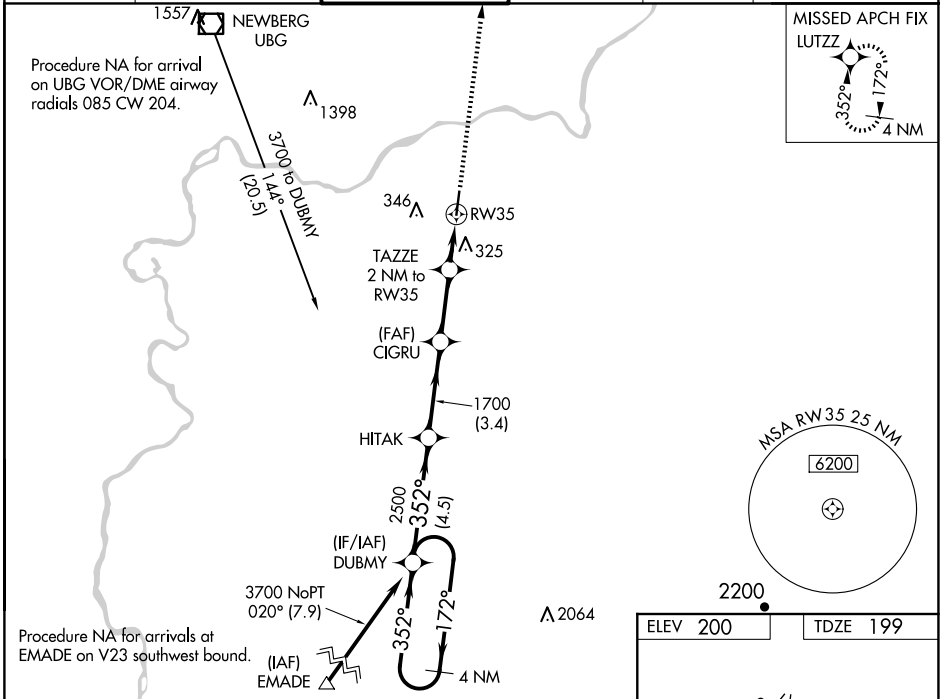 1557
NEWBERG
UBG
MISSED APCH FIX
LUTZZ
352°
172°
4 NM
Procedure NA for arrival
on UBG VOR/DME airway
radials 085 CW 204.
1398
3700 to DUBMY
144°
(20.5)
346
RW35
325
TAZZE
2 NM to
RW35
(FAF)
CIGRU
1700
(3.4)
HITAK
MSA RW35 25 NM
6200
2500
352°
(4.5)
(IF/IAF)
DUBMY
3700 NoPT
020° (7.9)
352°
172°
4 NM
2064
2200
ELEV 200
TDZE 199
Procedure NA for arrivals at
EMADE on V23 southwest bound.
(IAF)
EMADE